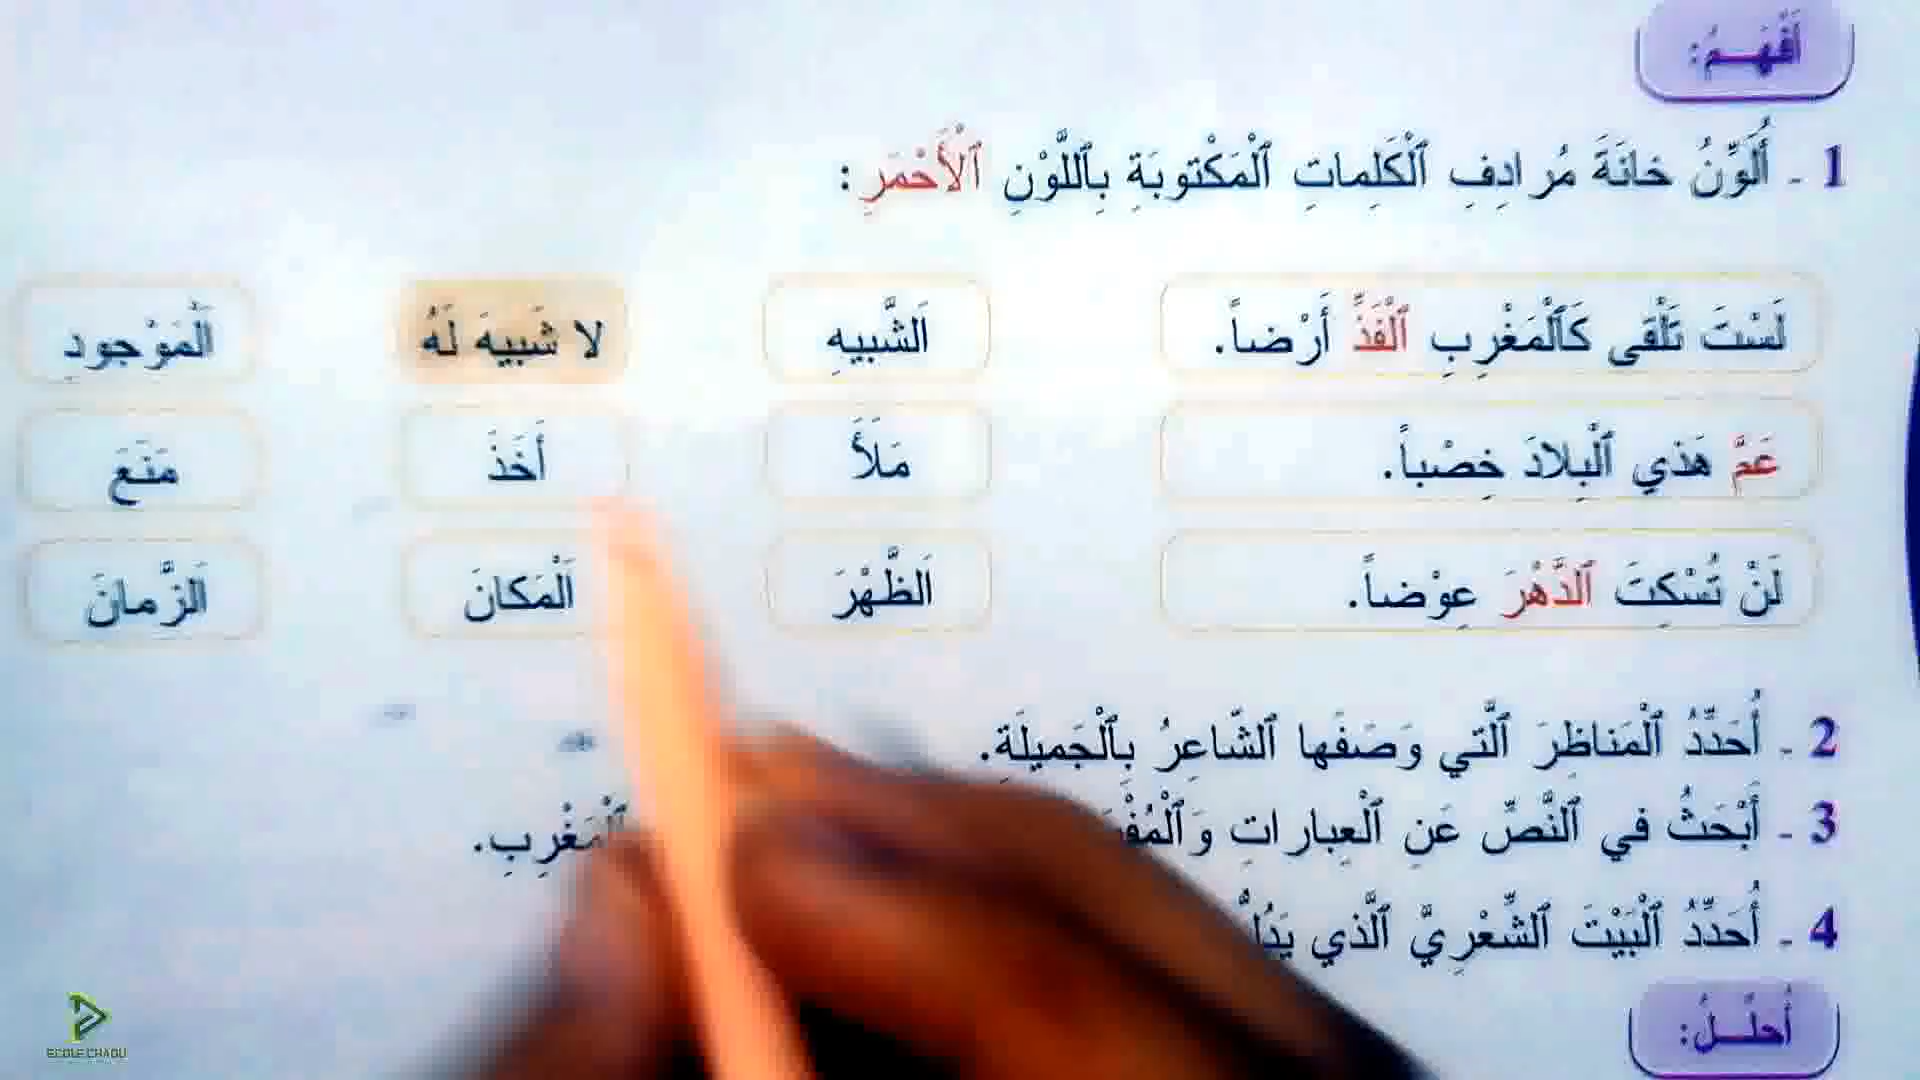 أَفْهَمُ:
1 - أُلَوِّنُ خانَةَ مُرادِفِ ٱلْكَلِماتِ ٱلْمَكْتوبَةِ بِٱللَّوْنِ ٱلْأَحْمَرِ :
لَسْتَ تَلْقى كَٱلْمَغْرِبِ ٱلْفَذِّ أَرْضاً. اَلشَّبيهِ لا شَبيهَ لَهُ اَلْمَوْجودِ
عَمَّ هَذي ٱلْبِلادَ خِصْباً. مَلَأَ أَخَذَ مَنَعَ
لَنْ تُسْكِتَ ٱلدَّهْرَ عِوْضاً. اَلظَّهْرَ اَلْمَكانَ اَلزَّمانَ
2 - أُحَدِّدُ ٱلْمَناظِرَ ٱلَّتي وَصَفَها ٱلشّاعِرُ بِٱلْجَميلَةِ.
3 - أَبْحَثُ في ٱلنَّصِّ عَنِ ٱلْعِباراتِ ٱلْمَغْرِبِ.
4 - أُحَدِّدُ ٱلْبَيْتَ ٱلشِّعْرِيَّ ٱلَّذي يَدُلُّ
أُحَلِّلُ:
ECOLE CHADU